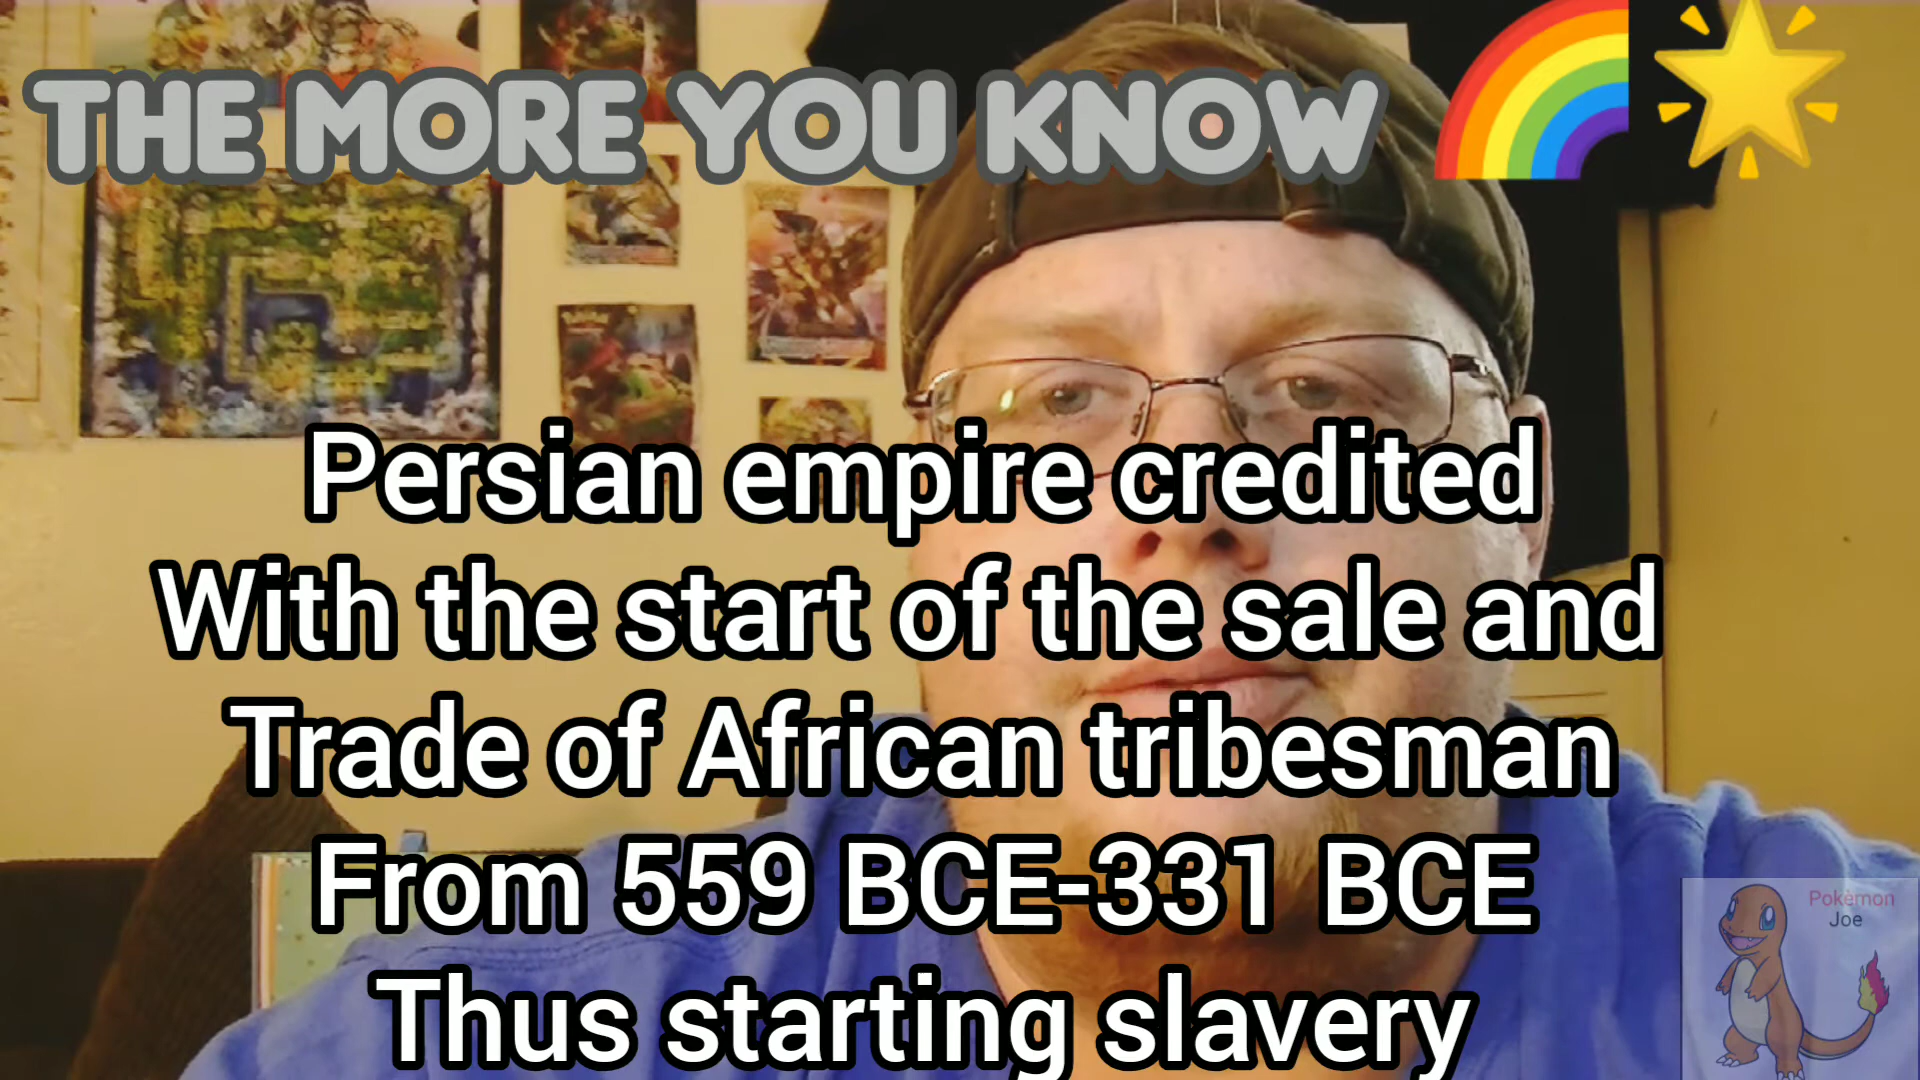 THE MORE YOU KNOW
Persian empire credited
With the start of the sale and
Trade of African tribesman
From 559 BCE-331 BCE
Thus starting slavery
Pokèmon
Joe